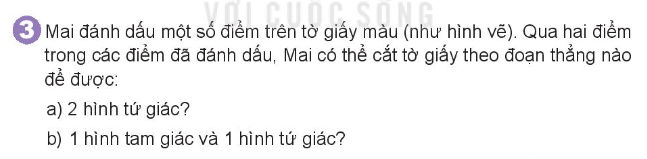 VỚI CUỘC SỐNG
3 Mai đánh dấu một số điểm trên tờ giấy màu (như hình vẽ). Qua hai điểm
trong các điểm đã đánh dấu, Mai có thể cắt tờ giấy theo đoạn thẳng nào
để được:
a) 2 hình tứ giác?
b) 1 hình tam giác và 1 hình tứ giác?